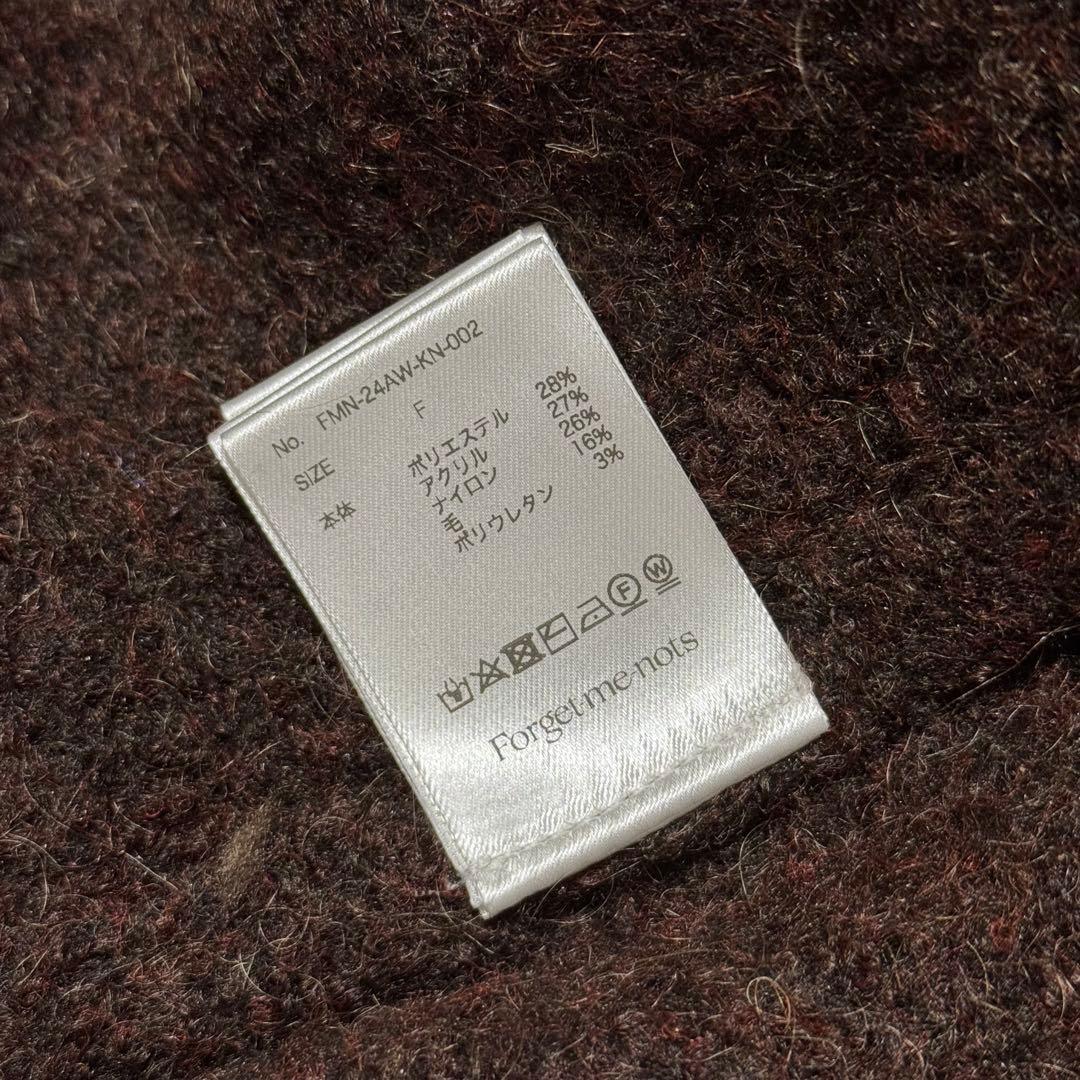 No. FMN-24AW-KN-002
SIZE F
本体 ポリエステル 28%
アクリル 27%
ナイロン 26%
毛 16%
ポリウレタン 3%
F W
Forget-me-nots